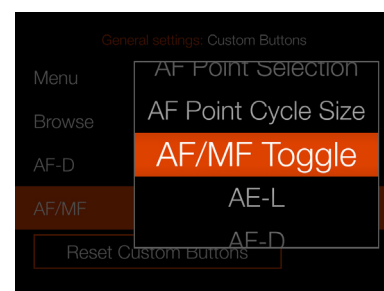 General settings: Custom Buttons
Menu
Browse
AF-D
AF/MF
Reset Custom Buttons
AF Point Selection
AF Point Cycle Size
AF/MF Toggle
AE-L
AF-D